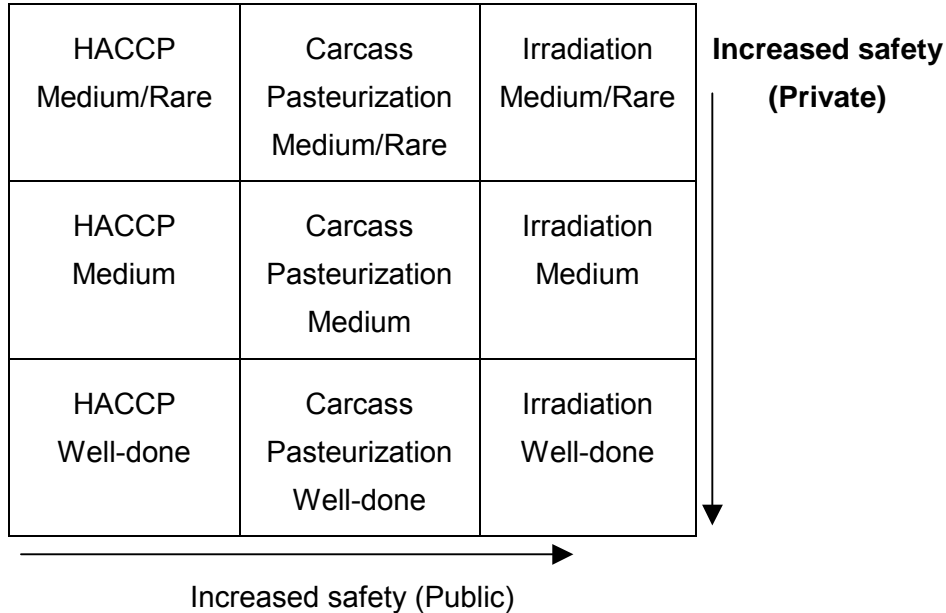 HACCP
Medium/Rare
Carcass
Pasteurization
Medium/Rare
Irradiation
Medium/Rare
Increased safety
(Private)
HACCP
Medium
Carcass
Pasteurization
Medium
Irradiation
Medium
HACCP
Well-done
Carcass
Pasteurization
Well-done
Irradiation
Well-done
Increased safety (Public)